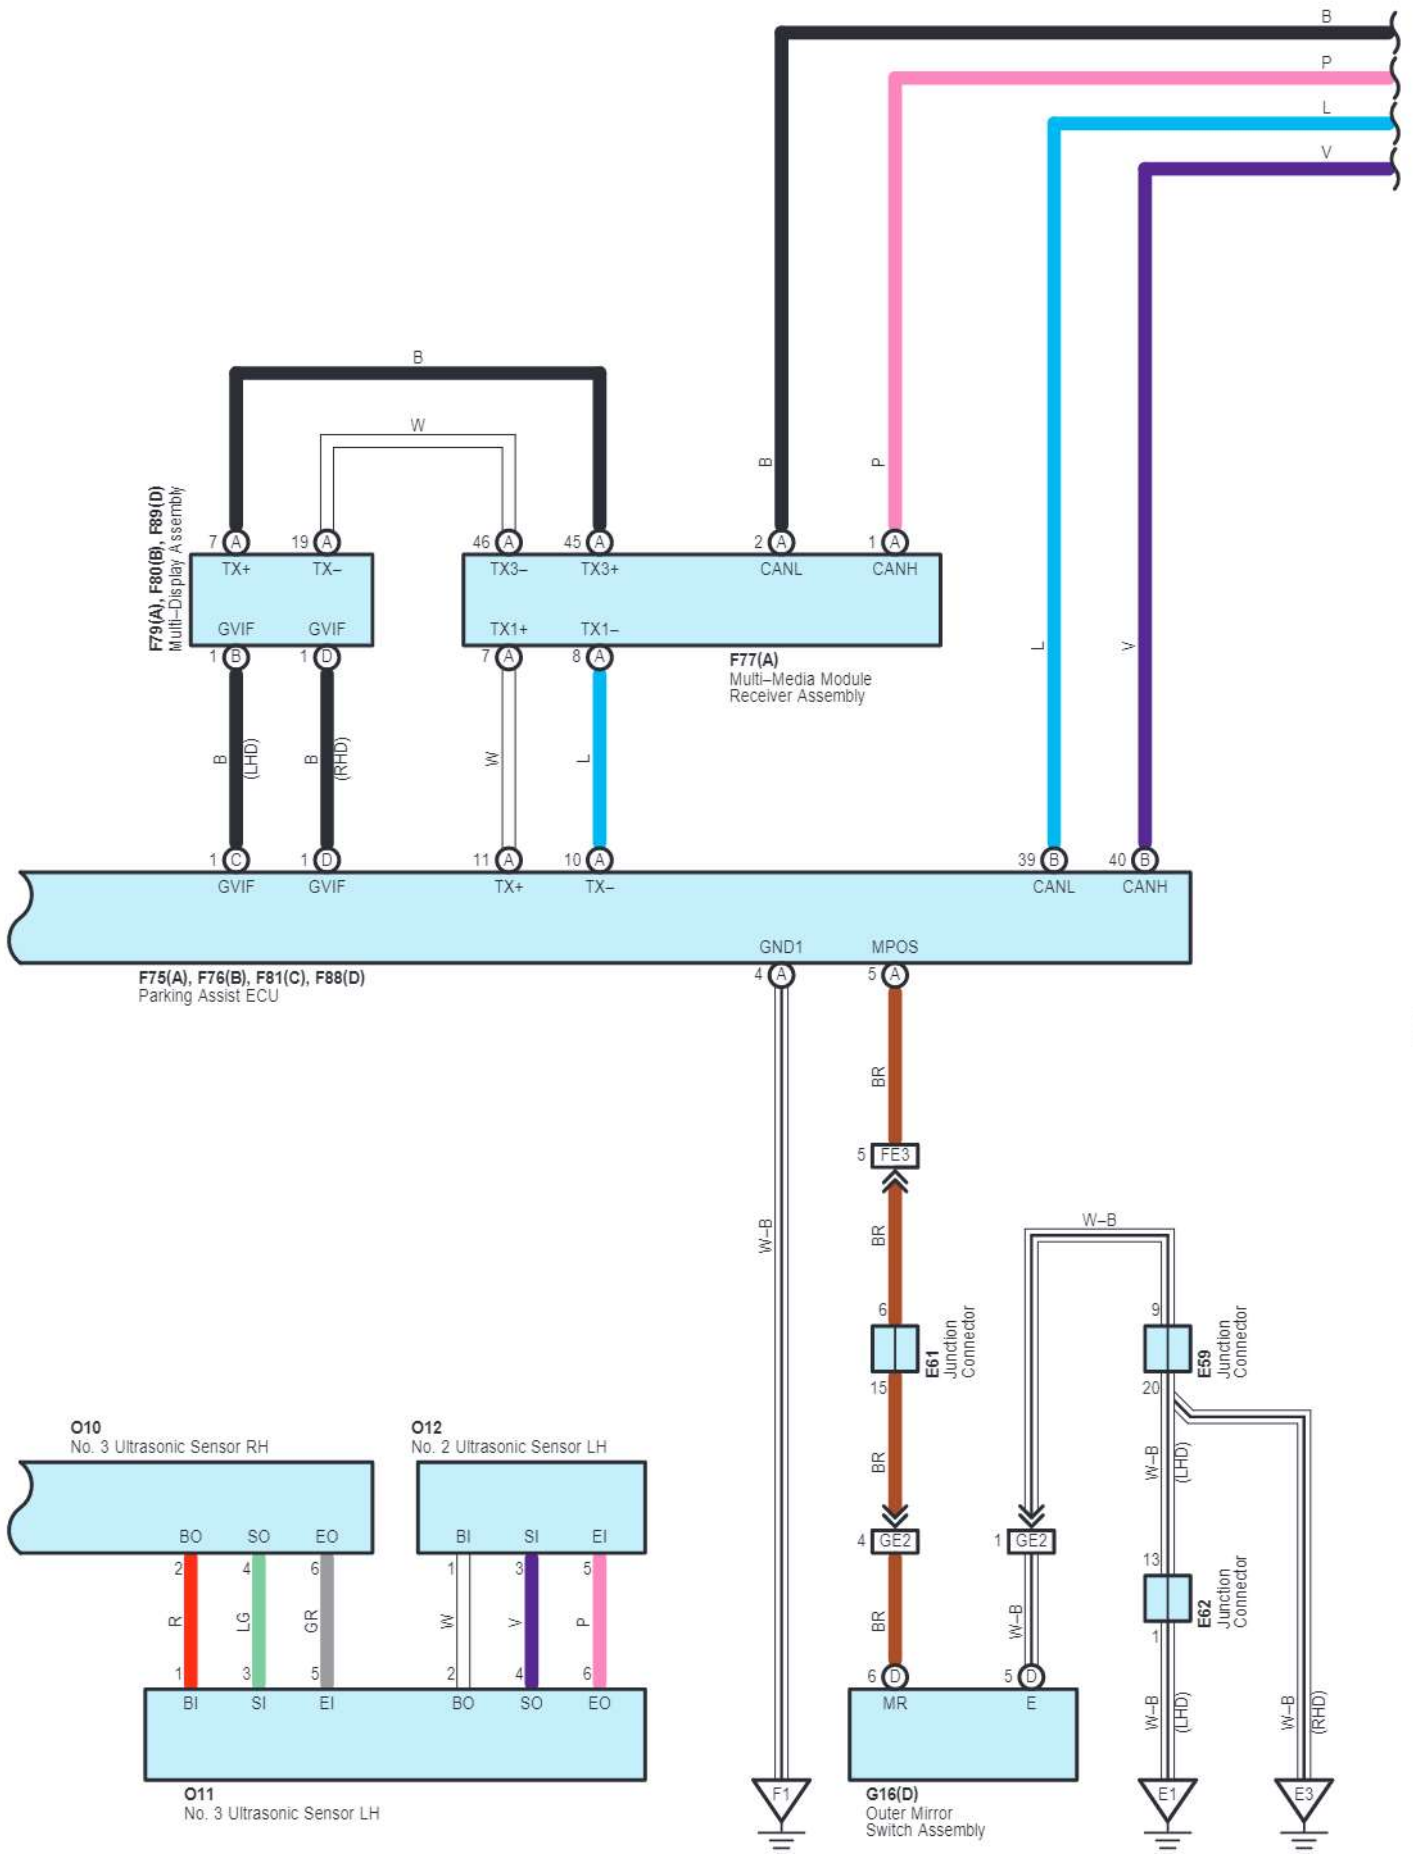 B
P
L
V
B
W
B
P
F79(A), F80(B), F89(D)
Multi–Display Assembly
7 A
19 A
46 A
45 A
2 A
1 A
TX+
TX–
TX3–
TX3+
CANL
CANH
GVIF
GVIF
TX1+
TX1–
1 B
1 D
7 A
8 A
F77(A)
Multi–Media Module
Receiver Assembly
L
V
B
(LHD)
B
(RHD)
W
L
1 C
1 D
11 A
10 A
39 B
40 B
GVIF
GVIF
TX+
TX–
CANL
CANH
GND1
MPOS
F75(A), F76(B), F81(C), F88(D)
Parking Assist ECU
4 A
5 A
BR
5 FE3
W–B
BR
W–B
6
9
E61
Junction
Connector
E59
Junction
Connector
15
20
BR
W–B
(LHD)
O10
No. 3 Ultrasonic Sensor RH
O12
No. 2 Ultrasonic Sensor LH
BO
SO
EO
BI
SI
EI
4 GE2
1 GE2
2
4
6
1
3
5
13
E62
Junction
Connector
R
LG
GR
W
V
P
BR
W–B
1
1
3
5
2
4
6
6 D
5 D
BI
SI
EI
BO
SO
EO
MR
E
W–B
(LHD)
W–B
(RHD)
O11
No. 3 Ultrasonic Sensor LH
F1
G16(D)
Outer Mirror
Switch Assembly
E1
E3